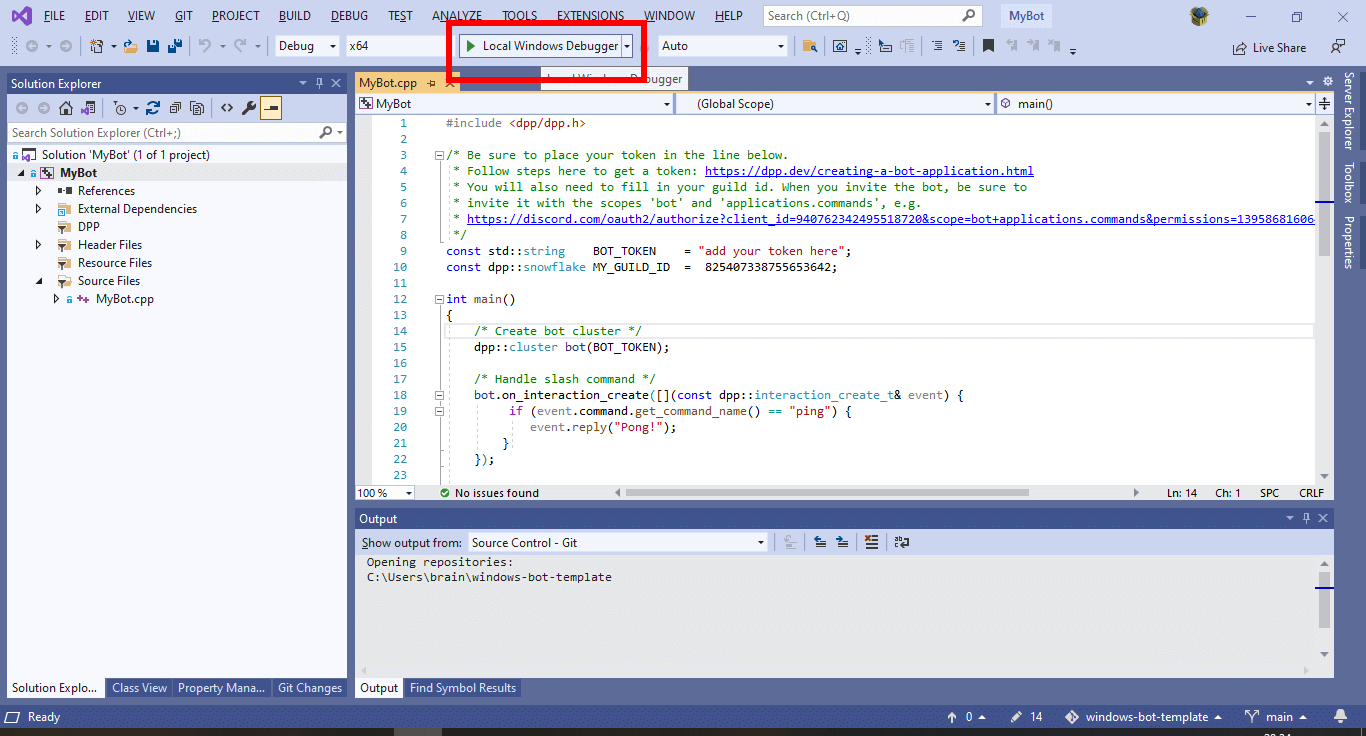 FILE EDIT VIEW GIT PROJECT BUILD DEBUG TEST ANALYZE TOOLS EXTENSIONS WINDOW HELP Search (Ctrl+Q) MyBot
Debug x64 Local Windows Debugger Auto Live Share
Debugger
Solution Explorer
Search Solution Explorer (Ctrl+;)
Solution 'MyBot' (1 of 1 project)
MyBot
References
External Dependencies
DPP
Header Files
Resource Files
Source Files
MyBot.cpp
Solution Explo... Class View Property Mana... Git Changes
MyBot.cpp
MyBot (Global Scope) main()
1 #include <dpp/dpp.h>
2
3 /* Be sure to place your token in the line below.
4 * Follow steps here to get a token: https://dpp.dev/creating-a-bot-application.html
5 * You will also need to fill in your guild id. When you invite the bot, be sure to
6 * invite it with the scopes 'bot' and 'applications.commands', e.g.
7 * https://discord.com/oauth2/authorize?client_id=940762342495518720&scope=bot+applications.commands&permissions=1395868160
8 */
9 const std::string BOT_TOKEN = "add your token here";
10 const dpp::snowflake MY_GUILD_ID = 825407338755653642;
11
12 int main()
13 {
14 /* Create bot cluster */
15 dpp::cluster bot(BOT_TOKEN);
16
17 /* Handle slash command */
18 bot.on_interaction_create([](const dpp::interaction_create_t& event) {
19 if (event.command.get_command_name() == "ping") {
20 event.reply("Pong!");
21 }
22 });
23
100 % No issues found Ln: 14 Ch: 1 SPC CRLF
Output
Show output from: Source Control - Git
Opening repositories:
C:\Users\brain\windows-bot-template
Output Find Symbol Results
Server Explorer
Toolbox
Properties
Ready 0 14 windows-bot-template main